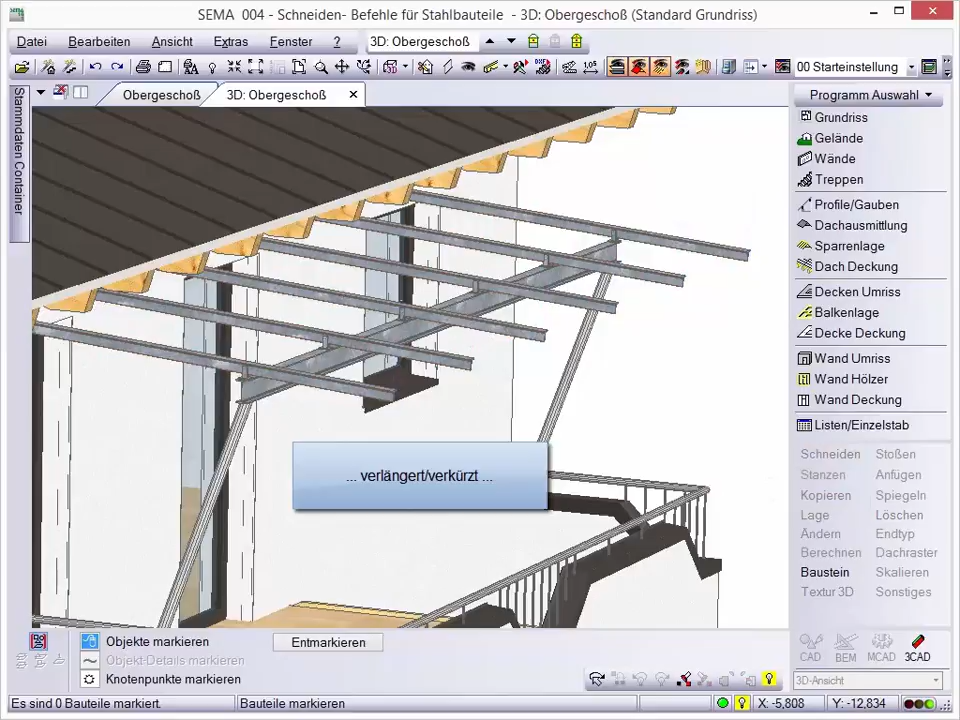 SEMA 004 - Schneiden- Befehle für Stahlbauteile - 3D: Obergeschoß (Standard Grundriss)
Datei Bearbeiten Ansicht Extras Fenster ? 3D: Obergeschoß
00 Starteinstellung
Stammdaten Container
Obergeschoß 3D: Obergeschoß
Programm Auswahl
Grundriss
Gelände
Wände
Treppen
Profile/Gauben
Dachausmittlung
Sparrenlage
Dach Deckung
Decken Umriss
Balkenlage
Decke Deckung
Wand Umriss
Wand Hölzer
Wand Deckung
Listen/Einzelstab
Schneiden Stoßen
Stanzen Anfügen
Kopieren Spiegeln
Lage Löschen
Ändern Endtyp
Berechnen Dachraster
Baustein Skalieren
Textur 3D Sonstiges
CAD BEM MCAD 3CAD
3D-Ansicht
... verlängert/verkürzt ...
Objekte markieren Entmarkieren
Objekt-Details markieren
Knotenpunkte markieren
Es sind 0 Bauteile markiert. Bauteile markieren X: -5,808 Y: -12,834